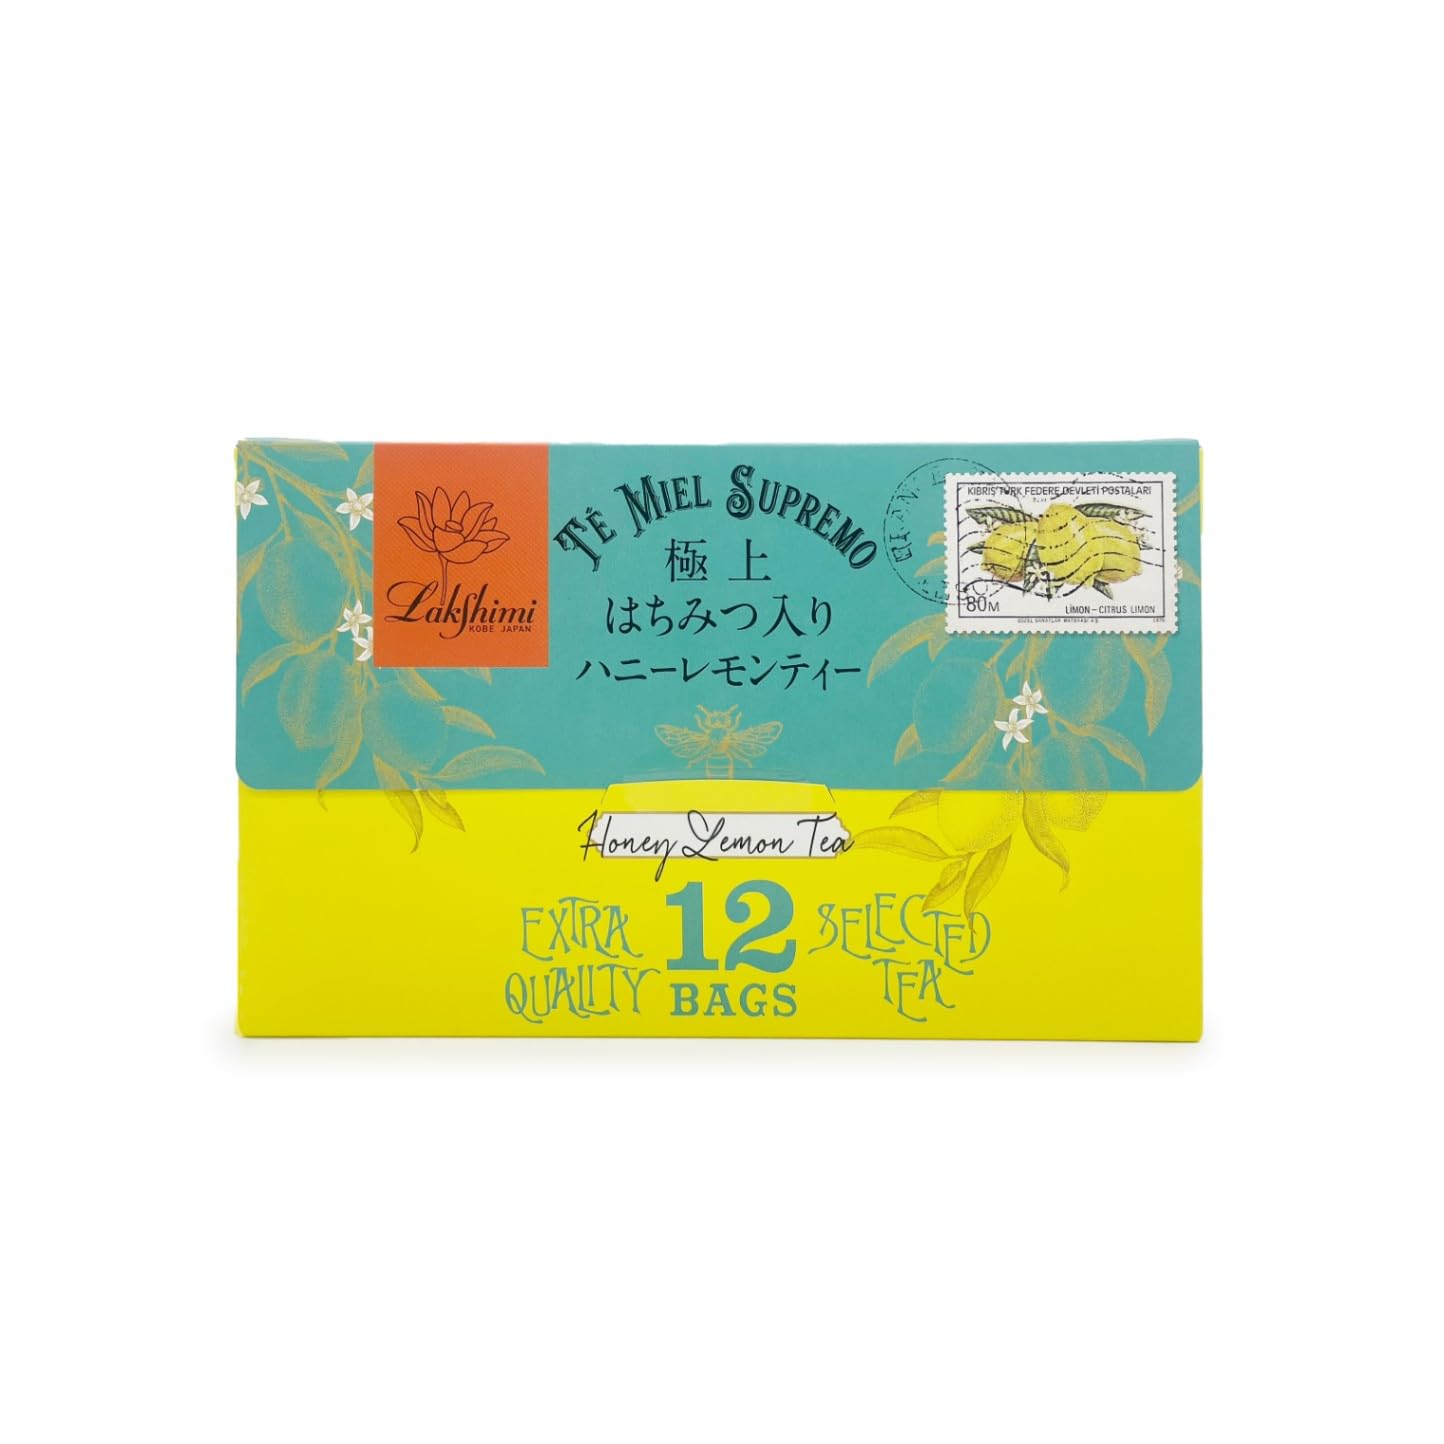 Lakshimi
KOBE JAPAN
TÉ MIEL SUPREMO
極上
はちみつ入り
ハニーレモンティー
KIBRIS TÜRK FEDERE DEVLETİ POSTALARI
80M
LİMON – CITRUS LIMON
Honey Lemon Tea
EXTRA
QUALITY
12
BAGS
SELECTED
TEA